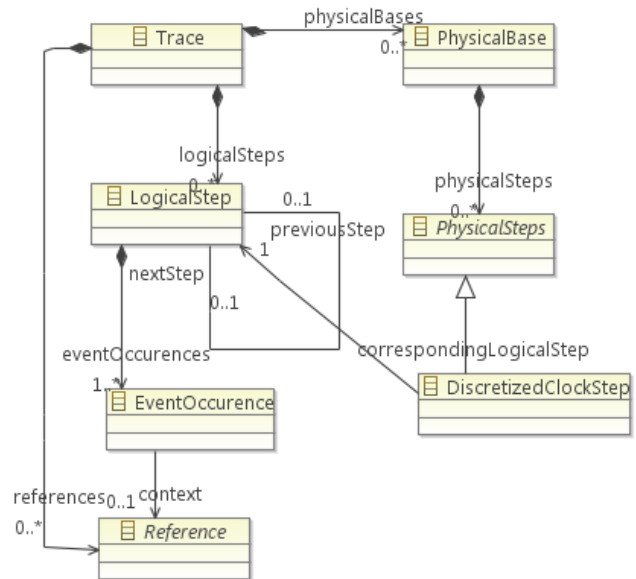 physicalBases
Trace
PhysicalBase
0..*
logicalSteps
0..*
physicalSteps
0..*
LogicalStep
0..1
previousStep
PhysicalSteps
1
nextStep
0..1
eventOccurences
correspondingLogicalStep
1..*
EventOccurence
DiscretizedClockStep
references
0..1
context
0..*
Reference